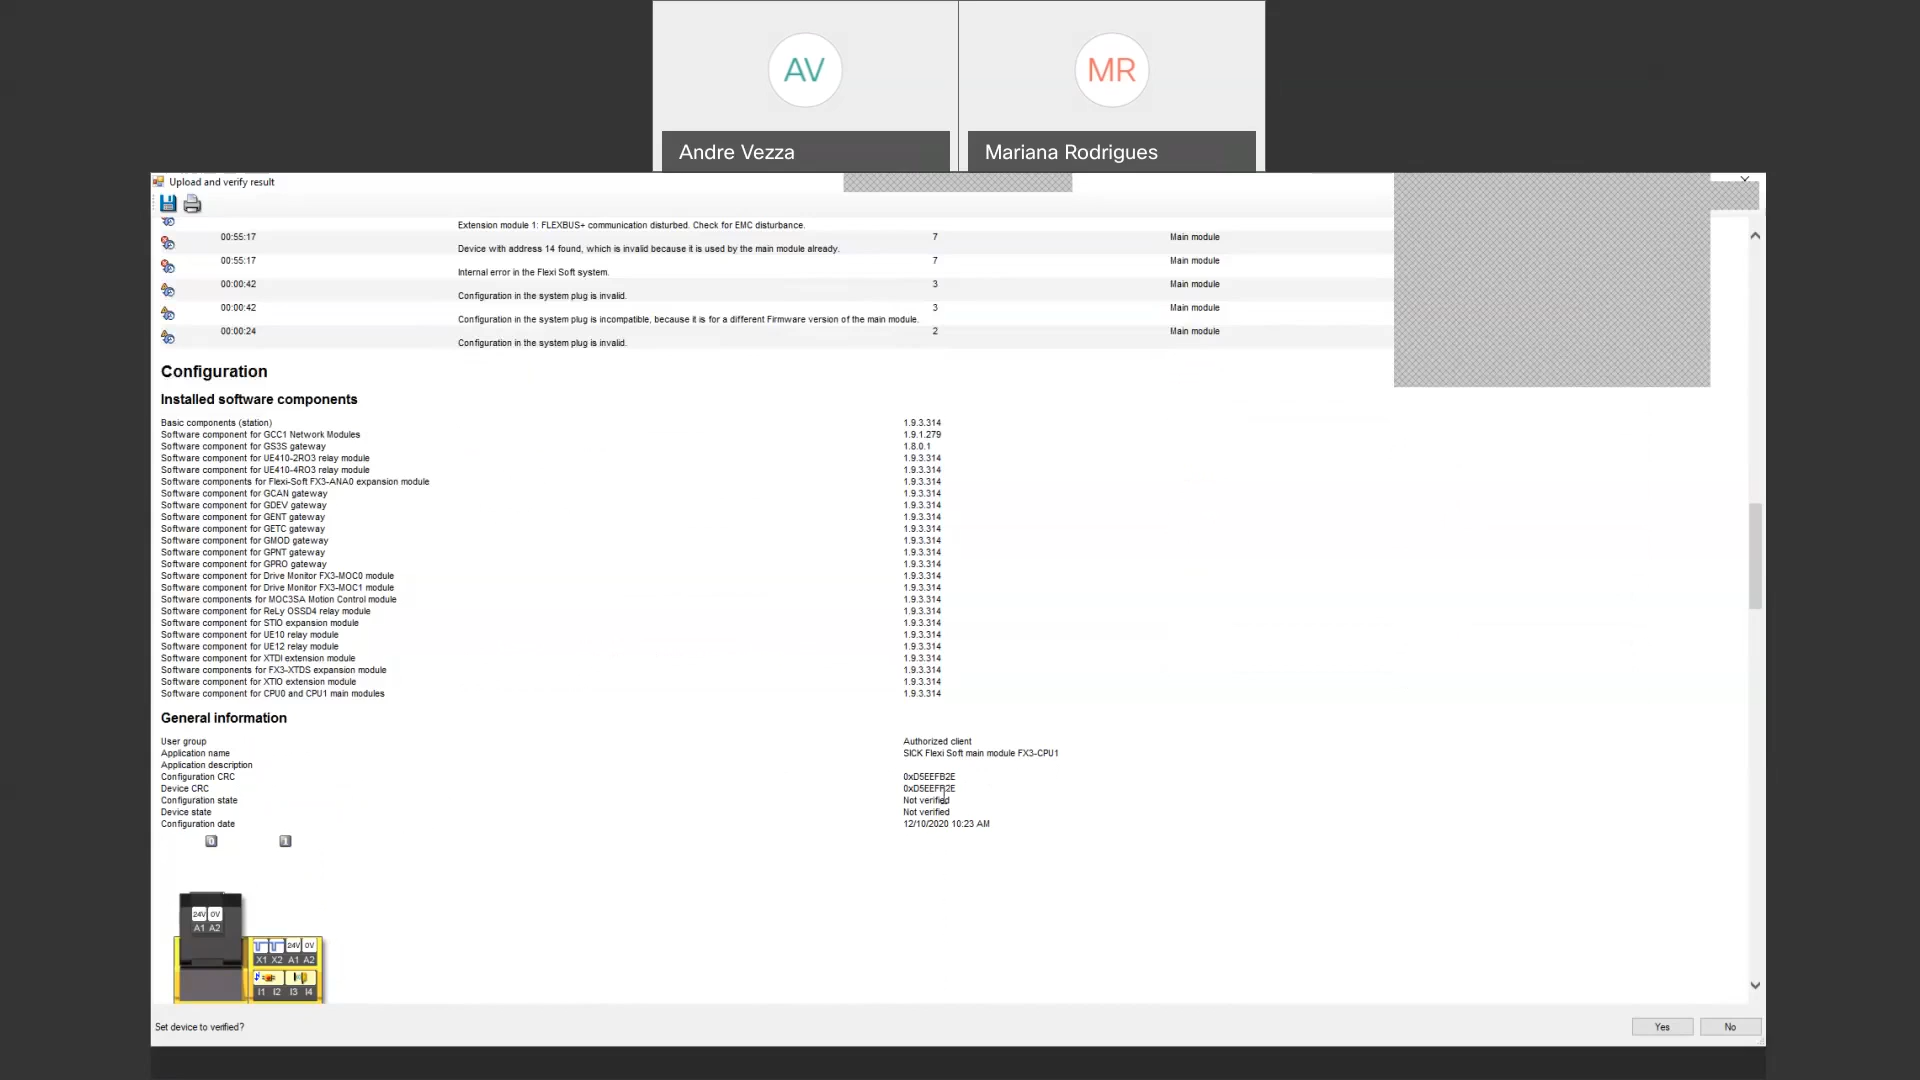 AV
MR
Andre Vezza
Mariana Rodrigues
Upload and verify result
Extension module 1: FLEXBUS+ communication disturbed. Check for EMC disturbance.
00:55:17 7 Main module
Device with address 14 found, which is invalid because it is used by the main module already.
00:55:17 7 Main module
Internal error in the Flexi Soft system.
00:00:42 3 Main module
Configuration in the system plug is invalid.
00:00:42 3 Main module
Configuration in the system plug is incompatible, because it is for a different Firmware version of the main module.
00:00:24 2 Main module
Configuration in the system plug is invalid.
Configuration
Installed software components
Basic components (station) 1.9.3.314
Software component for GCC1 Network Modules 1.9.1.279
Software component for GS3S gateway 1.8.0.1
Software component for UE410-2RO3 relay module 1.9.3.314
Software component for UE410-4RO3 relay module 1.9.3.314
Software components for Flexi-Soft FX3-ANA0 expansion module 1.9.3.314
Software component for GCAN gateway 1.9.3.314
Software component for GDEV gateway 1.9.3.314
Software component for GENT gateway 1.9.3.314
Software component for GETC gateway 1.9.3.314
Software component for GMOD gateway 1.9.3.314
Software component for GPNT gateway 1.9.3.314
Software component for GPRO gateway 1.9.3.314
Software component for Drive Monitor FX3-MOC0 module 1.9.3.314
Software component for Drive Monitor FX3-MOC1 module 1.9.3.314
Software components for MOC3SA Motion Control module 1.9.3.314
Software component for ReLy OSSD4 relay module 1.9.3.314
Software component for STIO expansion module 1.9.3.314
Software component for UE10 relay module 1.9.3.314
Software component for UE12 relay module 1.9.3.314
Software component for XTDI extension module 1.9.3.314
Software components for FX3-XTDS expansion module 1.9.3.314
Software component for XTIO extension module 1.9.3.314
Software component for CPU0 and CPU1 main modules 1.9.3.314
General information
User group Authorized client
Application name SICK Flexi Soft main module FX3-CPU1
Application description
Configuration CRC 0xD5EEFB2E
Device CRC 0xD5EEFB2E
Configuration state Not verified
Device state Not verified
Configuration date 12/10/2020 10:23 AM
0 1
24V 0V
A1 A2
24V 0V
X1 X2 A1 A2
I1 I2 I3 I4
Set device to verified? Yes No